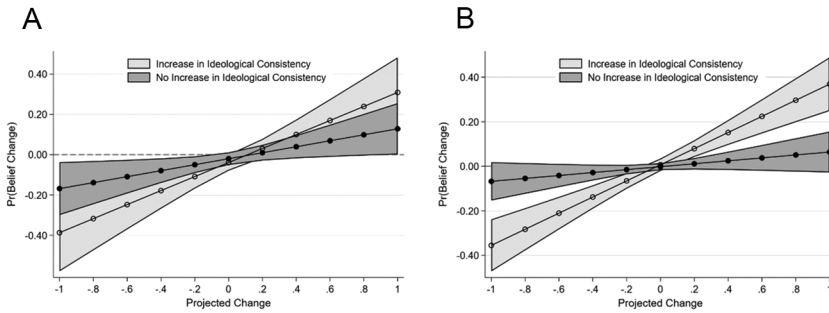 A
Increase in Ideological Consistency
No Increase in Ideological Consistency
0.40
0.20
0.00
-0.20
-0.40
Pr(Belief Change)
-1 -.8 -.6 -.4 -.2 0 .2 .4 .6 .8 1
Projected Change
B
Increase in Ideological Consistency
No Increase in Ideological Consistency
0.40
0.20
0.00
-0.20
-0.40
Pr(Belief Change)
-1 -.8 -.6 -.4 -.2 0 .2 .4 .6 .8 1
Projected Change